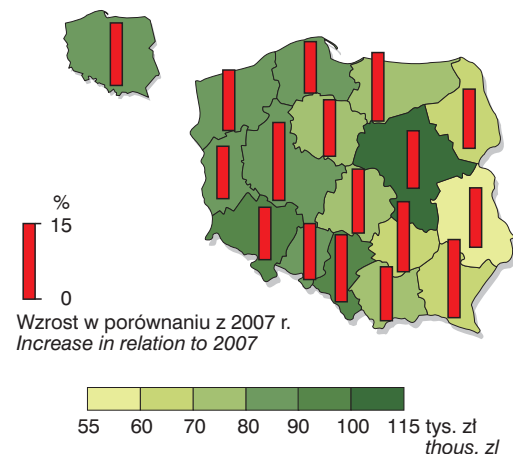 %
15
0
Wzrost w porównaniu z 2007 r.
Increase in relation to 2007
55 60 70 80 90 100 115 tys. zł
thous. zl